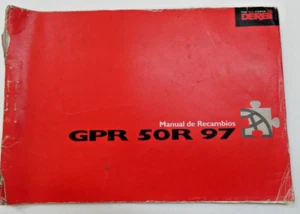 DERBI
Manual de Recambios
GPR 50R 97